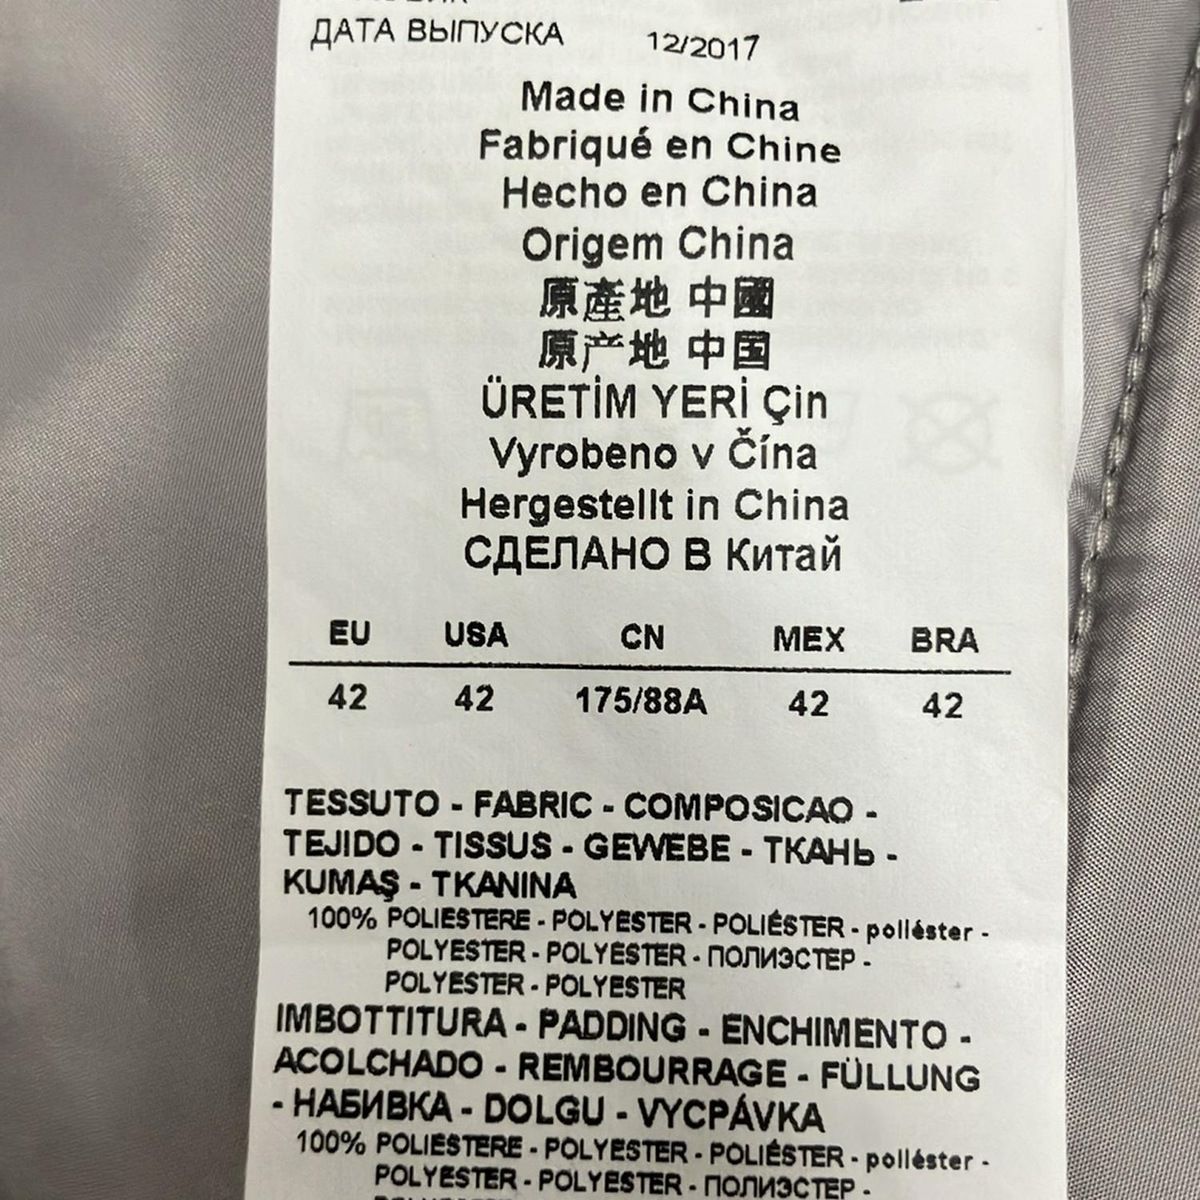 ДАТА ВЫПУСКА 12/2017
Made in China
Fabriqué en Chine
Hecho en China
Origem China
原產地 中國
原产地 中国
ÜRETİM YERİ Çin
Vyrobeno v Čína
Hergestellt in China
СДЕЛАНО В Китай
EU USA CN MEX BRA
42 42 175/88A 42 42
TESSUTO - FABRIC - COMPOSICAO -
TEJIDO - TISSUS - GEWEBE - ТКАНЬ -
KUMAŞ - TKANINA
100% POLIESTERE - POLYESTER - POLIÉSTER - poliéster -
POLYESTER - POLYESTER - ПОЛИЭСТЕР -
POLYESTER - POLYESTER
IMBOTTITURA - PADDING - ENCHIMENTO -
ACOLCHADO - REMBOURRAGE - FÜLLUNG
- НАБИВКА - DOLGU - VYCPÁVKA
100% POLIESTERE - POLYESTER - POLIÉSTER - poliéster -
POLYESTER - POLYESTER - ПОЛИЭСТЕР -